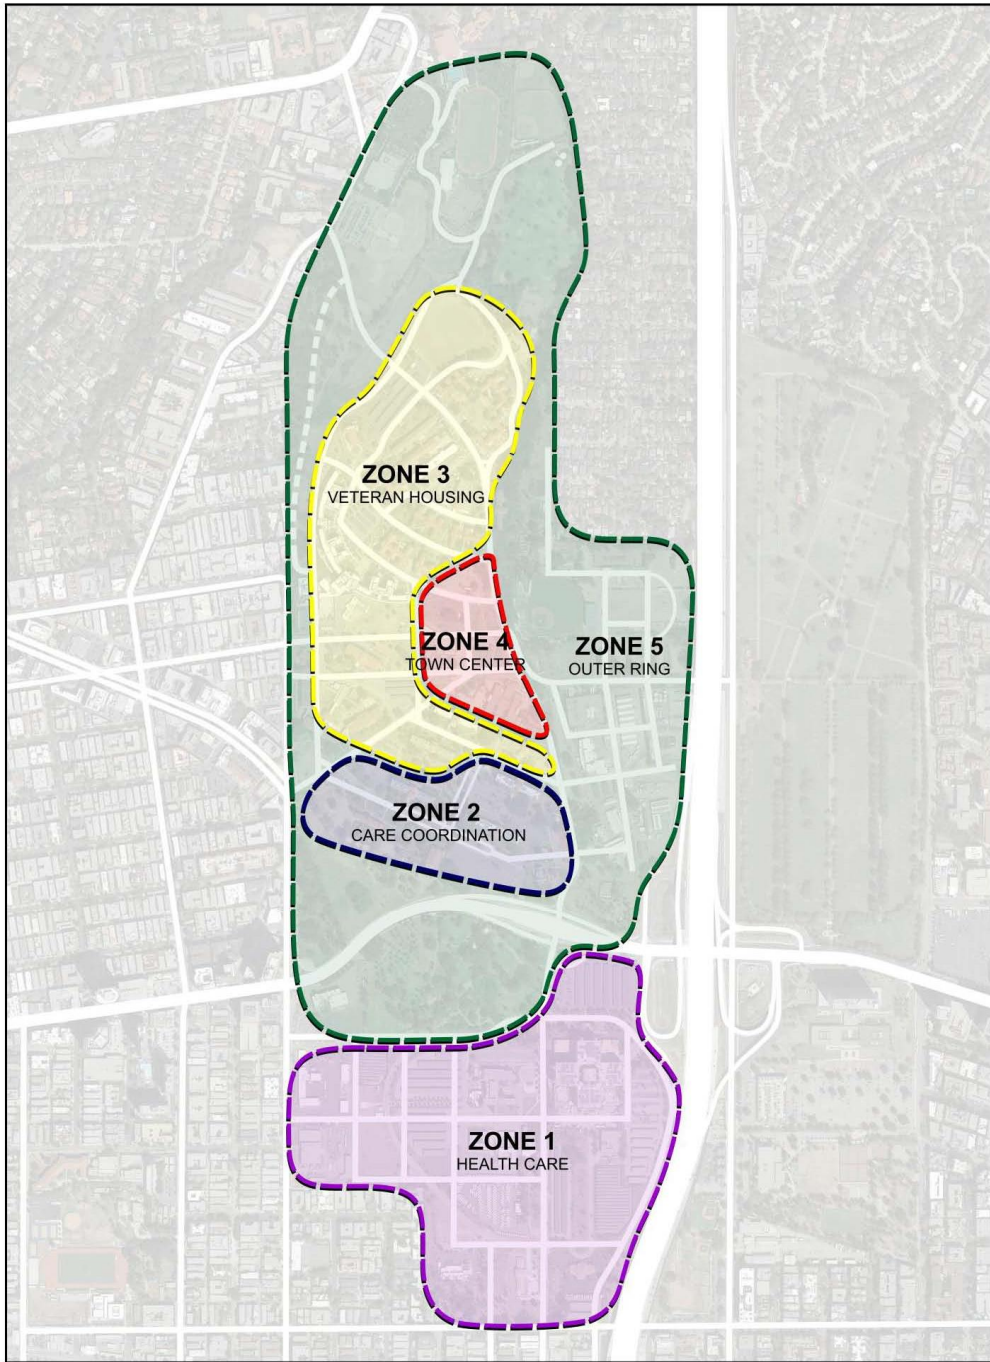 ZONE 3
VETERAN HOUSING
ZONE 4
TOWN CENTER
ZONE 5
OUTER RING
ZONE 2
CARE COORDINATION
ZONE 1
HEALTH CARE